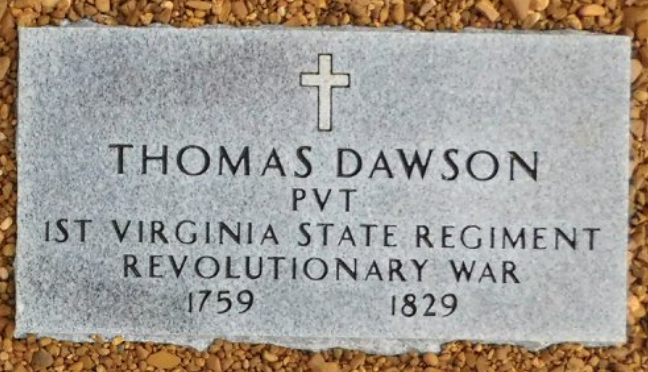 THOMAS DAWSON
PVT
1ST VIRGINIA STATE REGIMENT
REVOLUTIONARY WAR
1759 1829